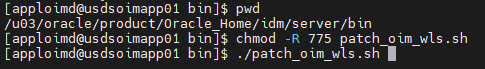 [apploimd@usdsoimapp01 bin]$ pwd
/u03/oracle/product/Oracle_Home/idm/server/bin
[apploimd@usdsoimapp01 bin]$ chmod -R 775 patch_oim_wls.sh
[apploimd@usdsoimapp01 bin]$ ./patch_oim_wls.sh